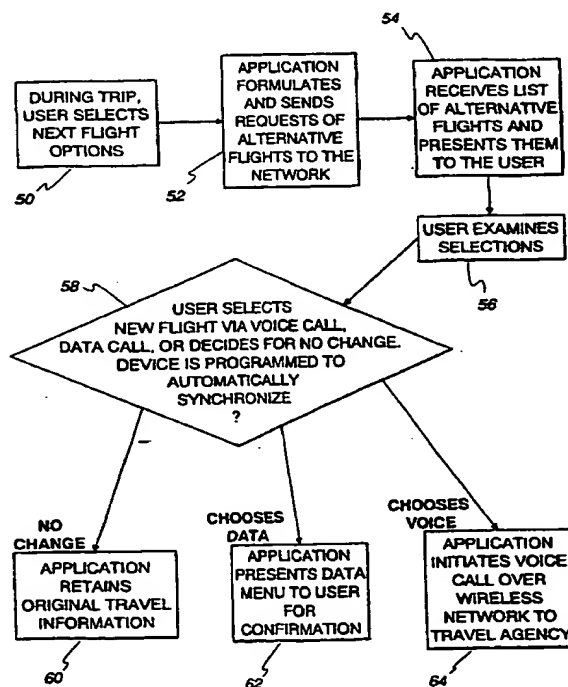 DURING TRIP,
USER SELECTS
NEXT FLIGHT
OPTIONS
50
APPLICATION
FORMULATES
AND SENDS
REQUESTS OF
ALTERNATIVE
FLIGHTS TO THE
NETWORK
52
54
APPLICATION
RECEIVES LIST
OF ALTERNATIVE
FLIGHTS AND
PRESENTS THEM
TO THE USER
USER EXAMINES
SELECTIONS
56
58
USER SELECTS
NEW FLIGHT VIA VOICE CALL,
DATA CALL, OR DECIDES FOR NO CHANGE.
DEVICE IS PROGRAMMED TO
AUTOMATICALLY
SYNCHRONIZE
?
NO
CHANGE
APPLICATION
RETAINS
ORIGINAL TRAVEL
INFORMATION
60
CHOOSES
DATA
APPLICATION
PRESENTS DATA
MENU TO USER
FOR
CONFIRMATION
62
CHOOSES
VOICE
APPLICATION
INITIATES VOICE
CALL OVER
WIRELESS
NETWORK TO
TRAVEL AGENCY
64